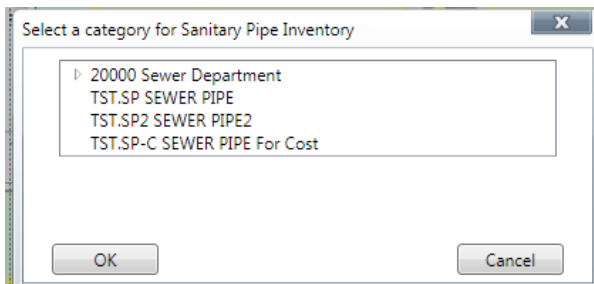 Select a category for Sanitary Pipe Inventory
x
20000 Sewer Department
TST.SP SEWER PIPE
TST.SP2 SEWER PIPE2
TST.SP-C SEWER PIPE For Cost
OK Cancel